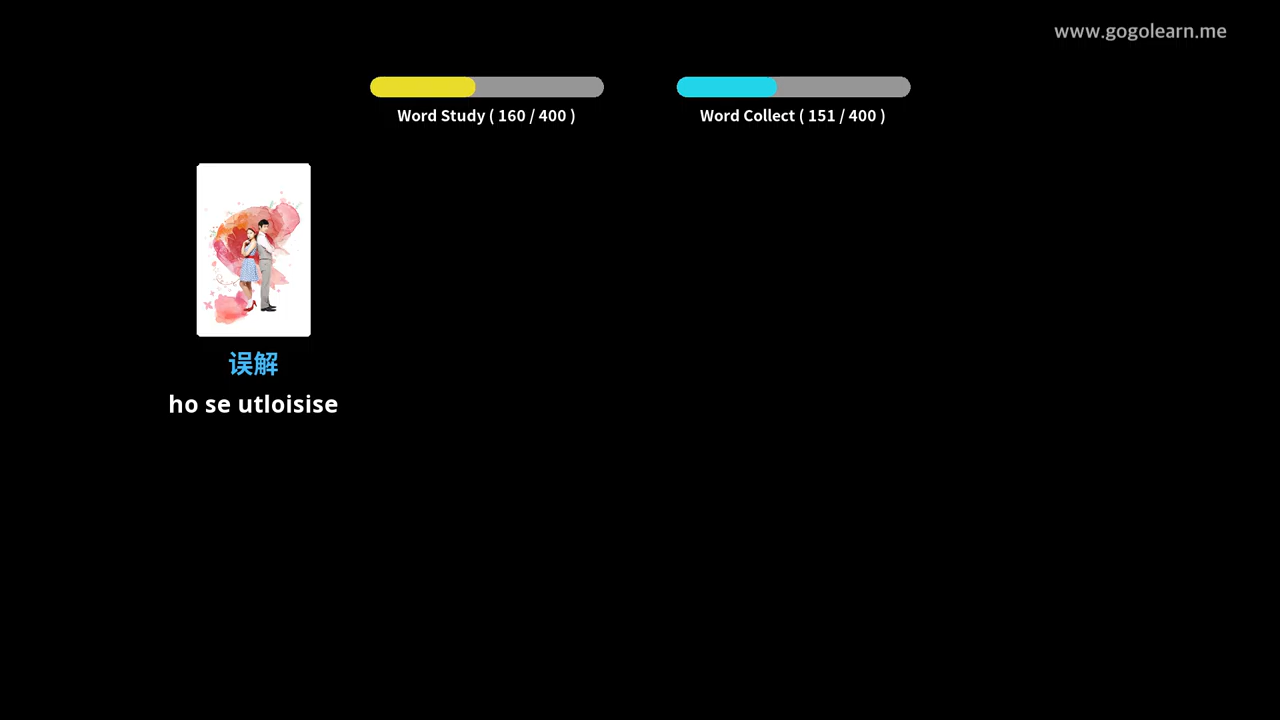 www.gogolearn.me
Word Study ( 160 / 400 )
Word Collect ( 151 / 400 )
误解
ho se utloisise